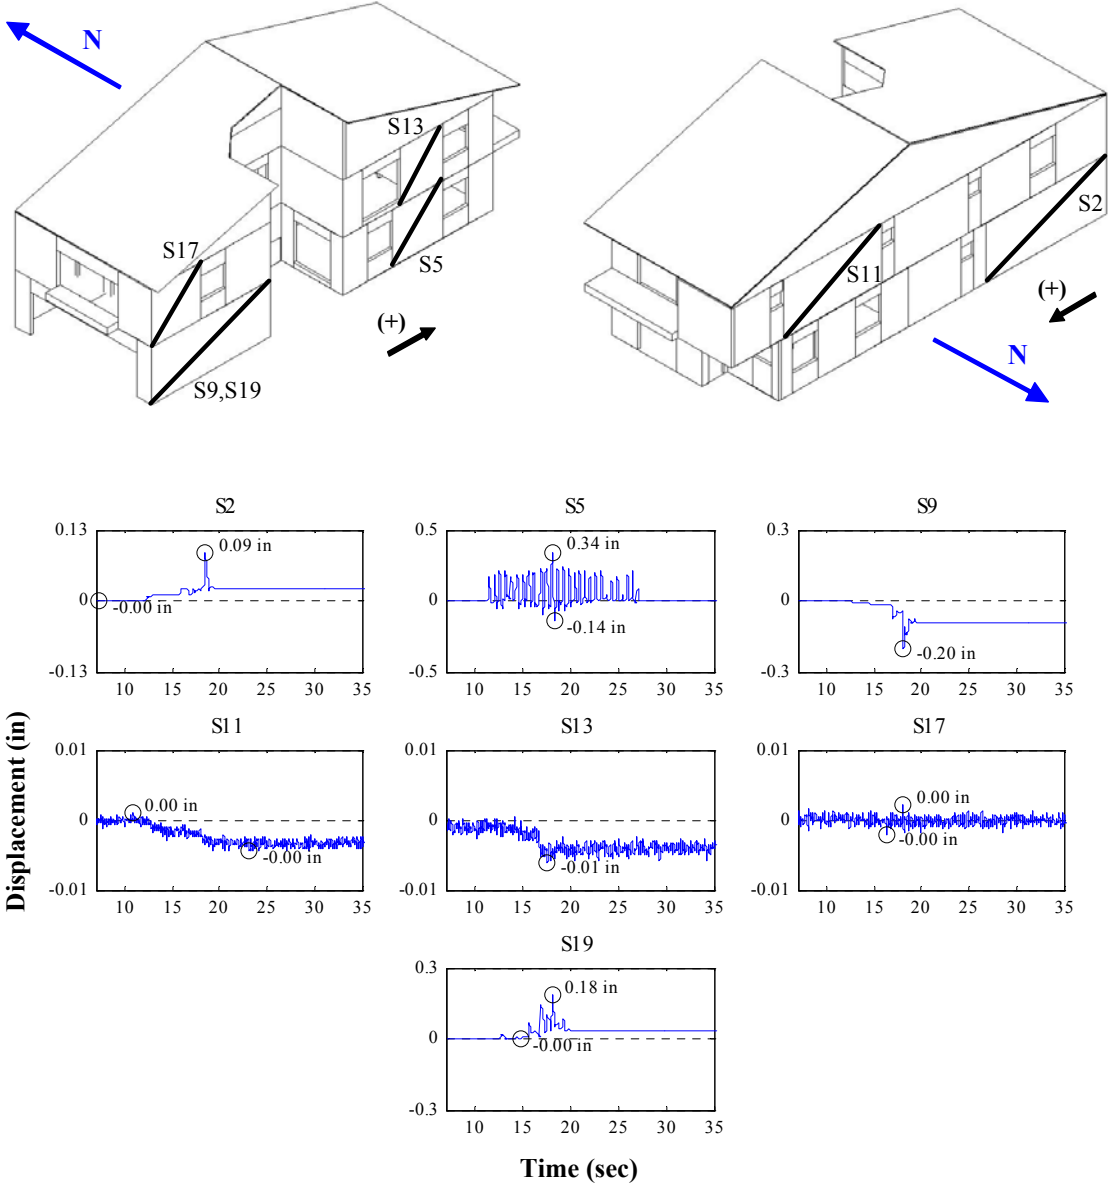 N
S13
S17
S5
(+)
S9,S19
S2
S11
(+)
N
S2
0.13
0
-0.13
0.09 in
-0.00 in
10 15 20 25 30 35
S5
0.5
0
-0.5
0.34 in
-0.14 in
10 15 20 25 30 35
S9
0.3
0
-0.3
-0.20 in
10 15 20 25 30 35
S11
0.01
0
-0.01
0.00 in
-0.00 in
10 15 20 25 30 35
S13
0.01
0
-0.01
-0.01 in
10 15 20 25 30 35
S17
0.01
0
-0.01
0.00 in
-0.00 in
10 15 20 25 30 35
S19
0.3
0
-0.3
0.18 in
-0.00 in
10 15 20 25 30 35
Displacement (in)
Time (sec)